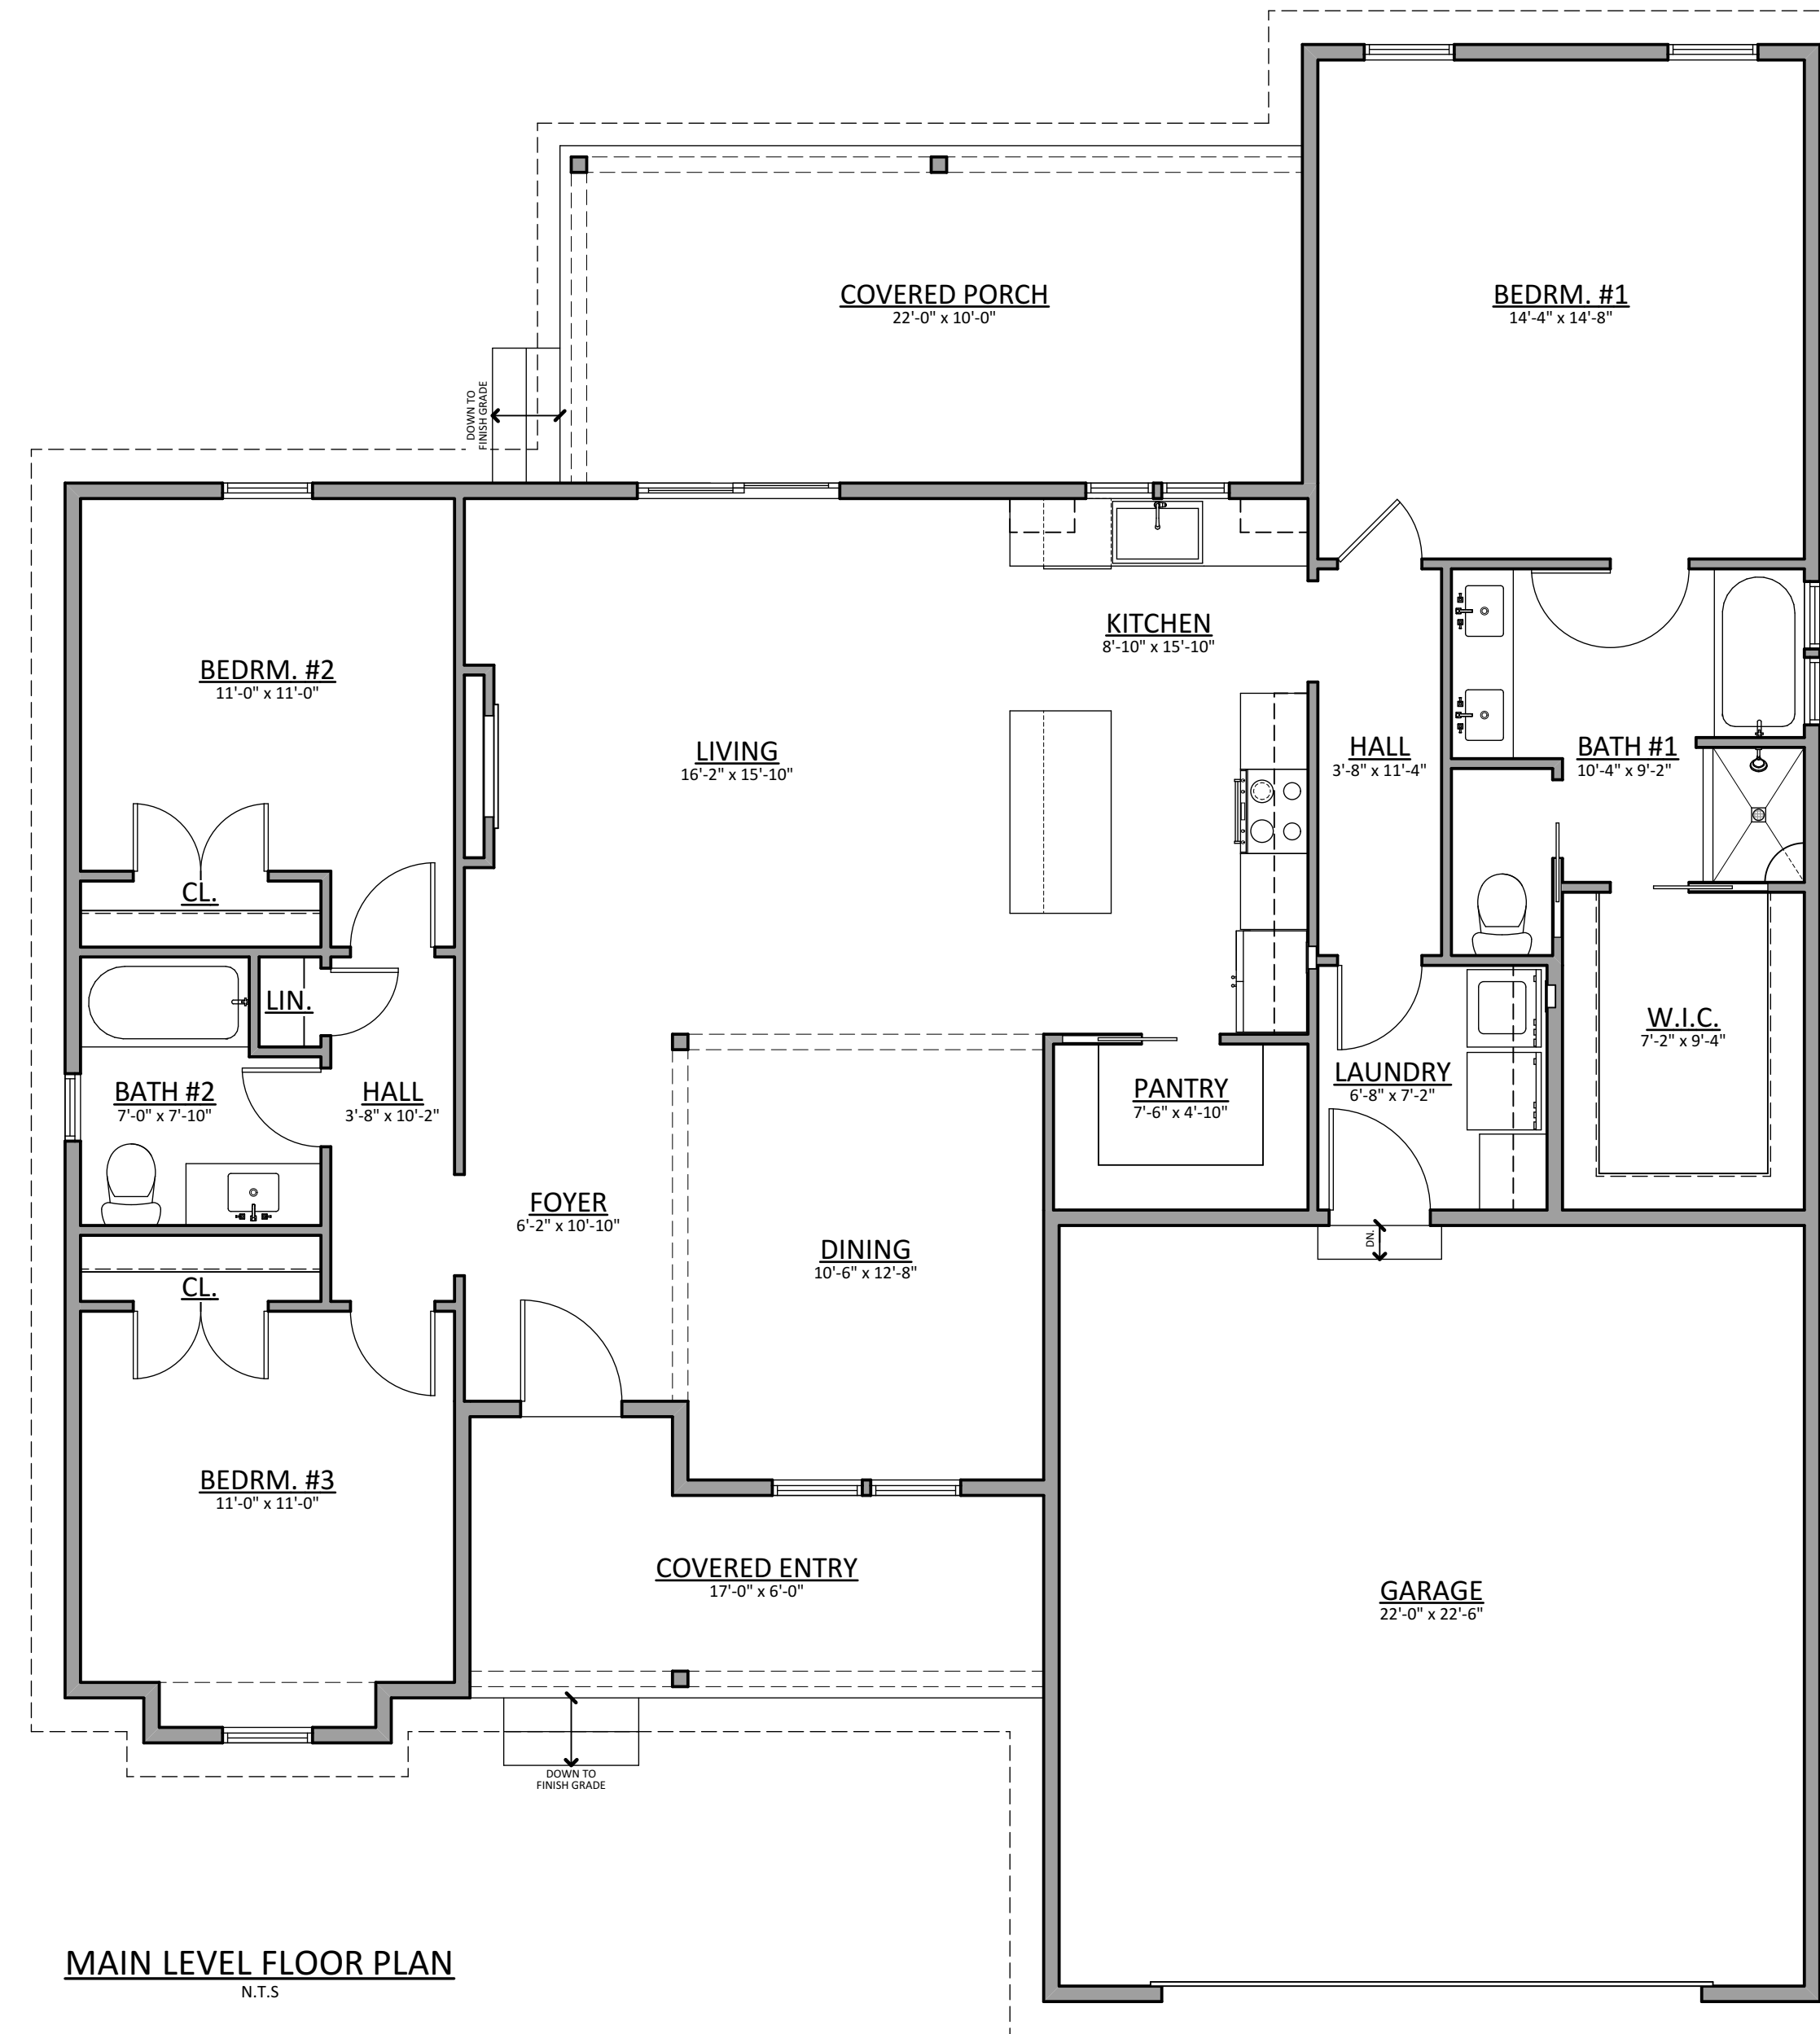 COVERED PORCH
22'-0" x 10'-0"
BEDRM. #1
14'-4" x 14'-8"
DOWN TO
FINISH GRADE
BEDRM. #2
11'-0" x 11'-0"
KITCHEN
8'-10" x 15'-10"
LIVING
16'-2" x 15'-10"
HALL
3'-8" x 11'-4"
BATH #1
10'-4" x 9'-2"
CL.
LIN.
W.I.C.
7'-2" x 9'-4"
BATH #2
7'-0" x 7'-10"
HALL
3'-8" x 10'-2"
PANTRY
7'-6" x 4'-10"
LAUNDRY
6'-8" x 7'-2"
FOYER
6'-2" x 10'-10"
DINING
10'-6" x 12'-8"
DN.
CL.
BEDRM. #3
11'-0" x 11'-0"
COVERED ENTRY
17'-0" x 6'-0"
GARAGE
22'-0" x 22'-6"
DOWN TO
FINISH GRADE
MAIN LEVEL FLOOR PLAN
N.T.S